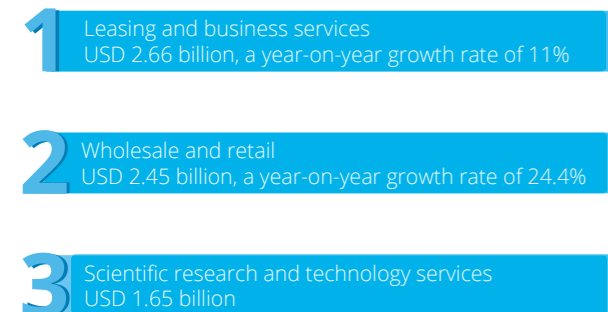 1
Leasing and business services
USD 2.66 billion, a year-on-year growth rate of 11%
2
Wholesale and retail
USD 2.45 billion, a year-on-year growth rate of 24.4%
3
Scientific research and technology services
USD 1.65 billion